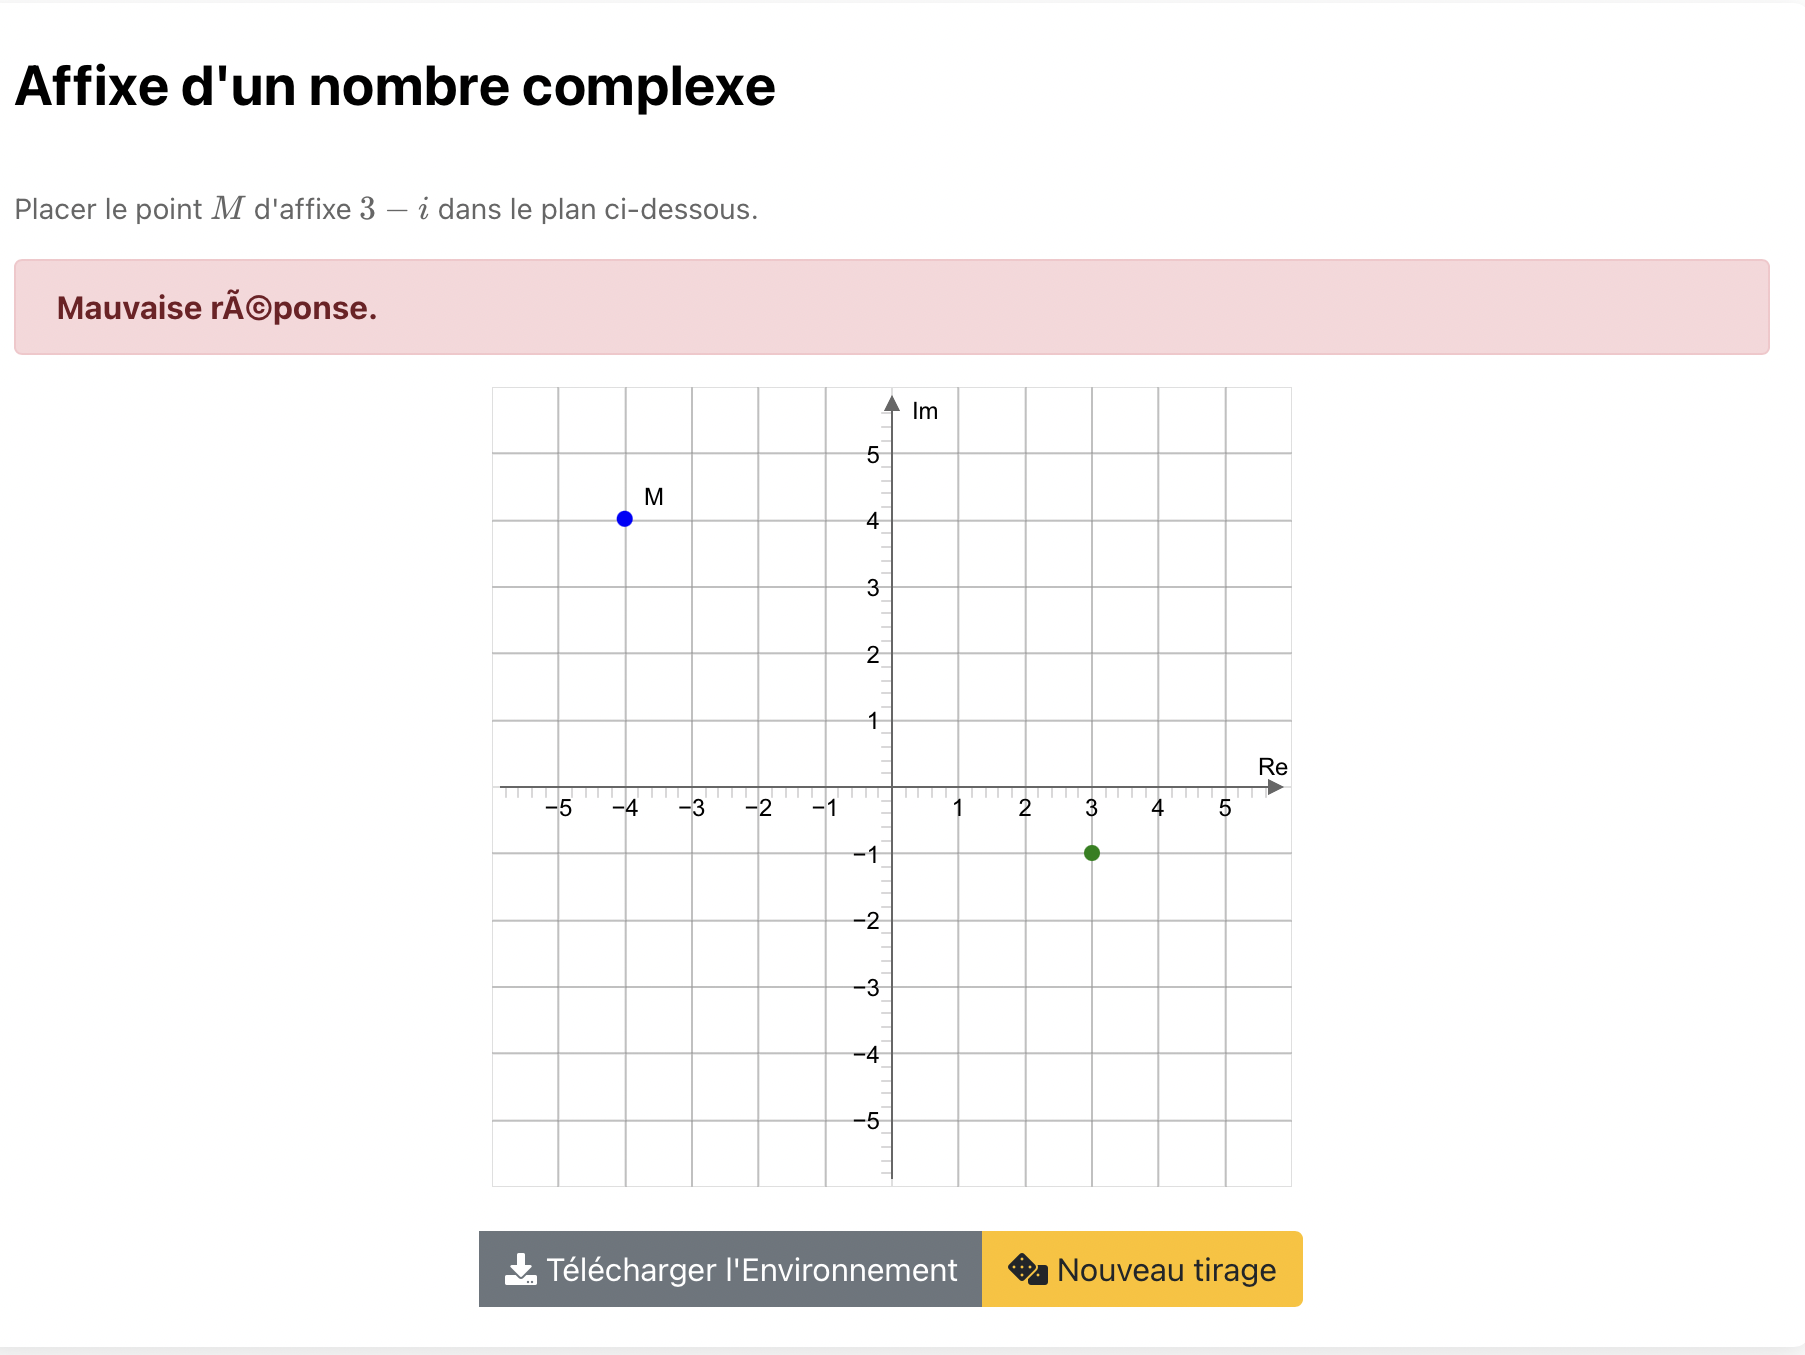 Affixe d'un nombre complexe
Placer le point M d'affixe 3 − i dans le plan ci-dessous.
Mauvaise rÃ©ponse.
Im
5
M
4
3
2
1
Re
−5 −4 −3 −2 −1 1 2 3 4 5
−1
−2
−3
−4
−5
Télécharger l'Environnement
Nouveau tirage